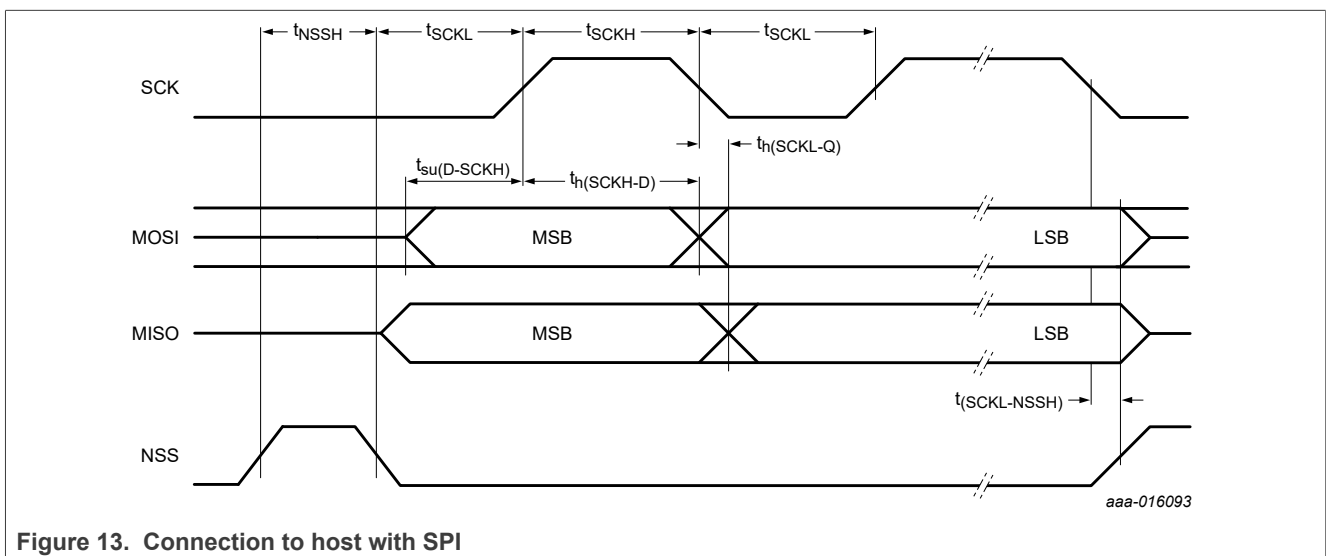 tNSSH tSCKL tSCKH tSCKL
SCK
th(SCKL-Q)
tsu(D-SCKH) th(SCKH-D)
MOSI MSB LSB
MISO MSB LSB
t(SCKL-NSSH)
NSS
aaa-016093
Figure 13. Connection to host with SPI